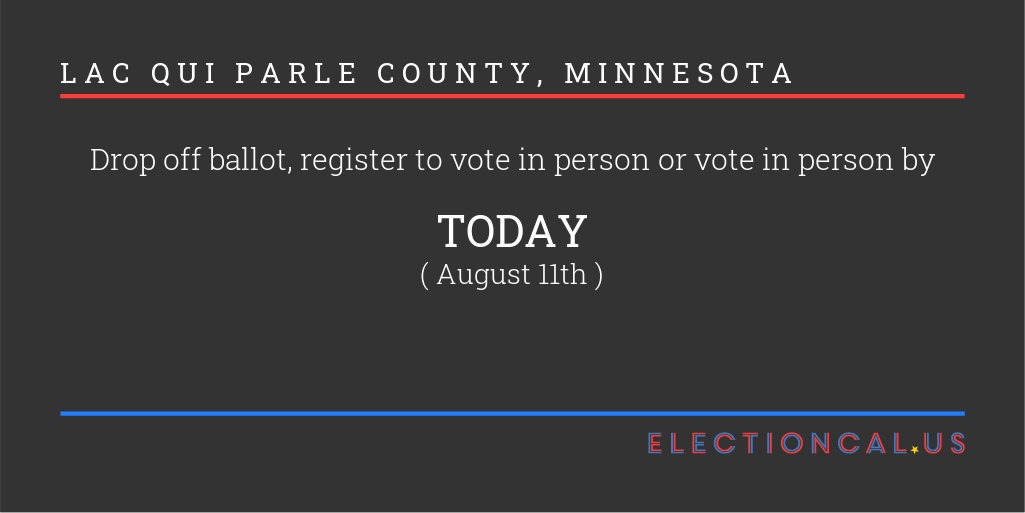 LAC QUI PARLE COUNTY, MINNESOTA
Drop off ballot, register to vote in person or vote in person by
TODAY
( August 11th )
ELECTIONCAL.US